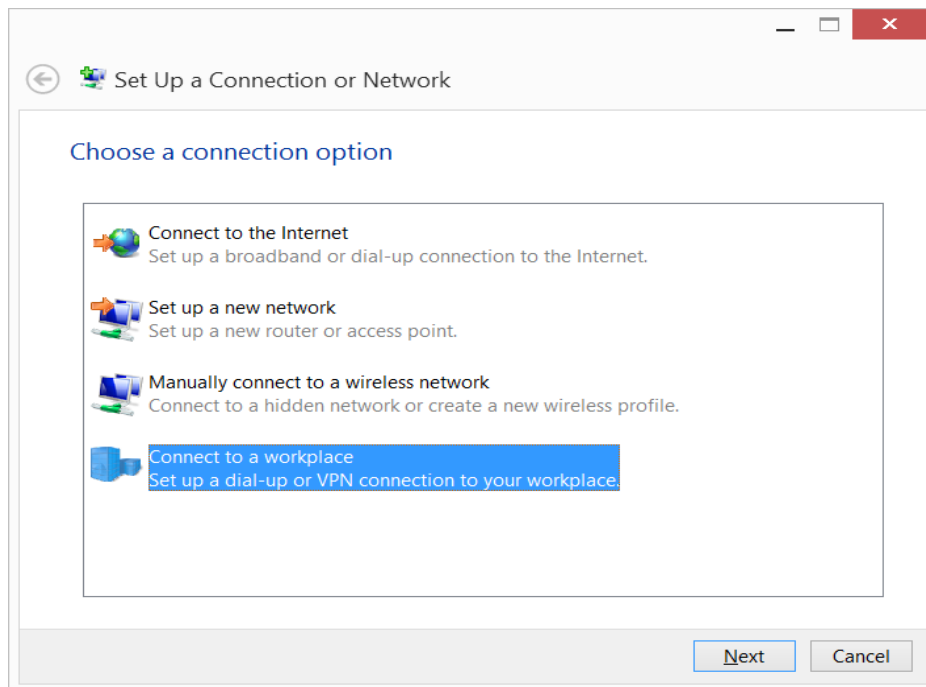 Set Up a Connection or Network
Choose a connection option
Connect to the Internet
Set up a broadband or dial-up connection to the Internet.
Set up a new network
Set up a new router or access point.
Manually connect to a wireless network
Connect to a hidden network or create a new wireless profile.
Connect to a workplace
Set up a dial-up or VPN connection to your workplace.
Next Cancel